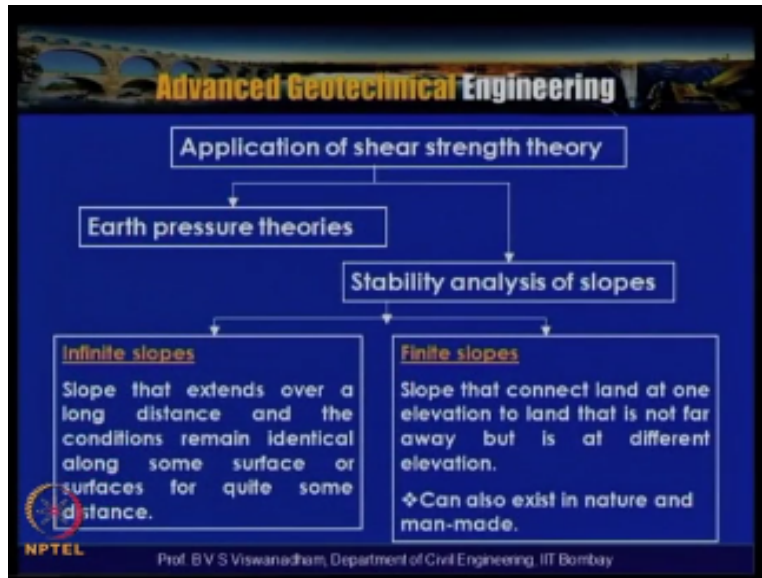 Advanced Geotechnical Engineering
Application of shear strength theory
Earth pressure theories
Stability analysis of slopes
Infinite slopes
Slope that extends over a
long distance and the
conditions remain identical
along some surface or
surfaces for quite some
distance.
Finite slopes
Slope that connect land at one
elevation to land that is not far
away but is at different
elevation.
❖Can also exist in nature and
man-made.
NPTEL
Prof. B V S Viswanadham, Department of Civil Engineering, IIT Bombay